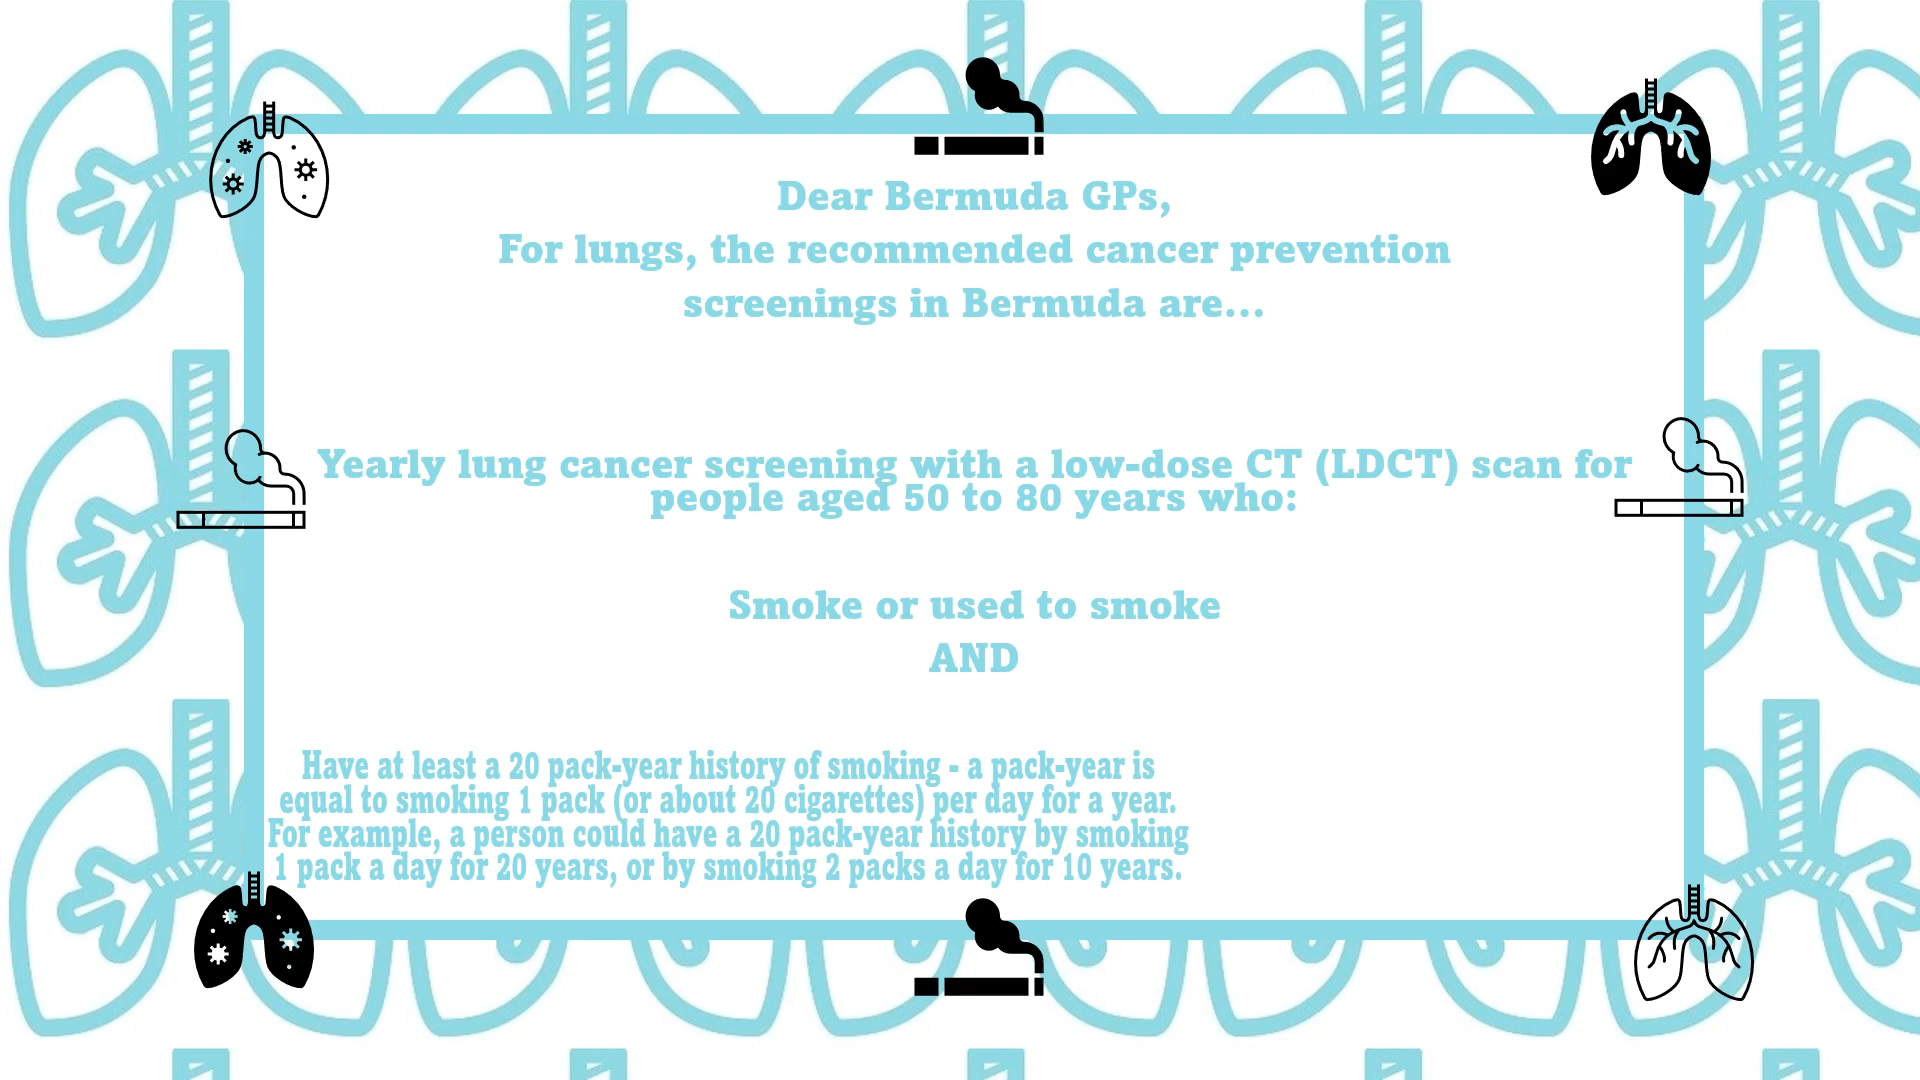 Dear Bermuda GPs,
For lungs, the recommended cancer prevention
screenings in Bermuda are...
Yearly lung cancer screening with a low-dose CT (LDCT) scan for
people aged 50 to 80 years who:
Smoke or used to smoke
AND
Have at least a 20 pack-year history of smoking - a pack-year is
equal to smoking 1 pack (or about 20 cigarettes) per day for a year.
For example, a person could have a 20 pack-year history by smoking
1 pack a day for 20 years, or by smoking 2 packs a day for 10 years.